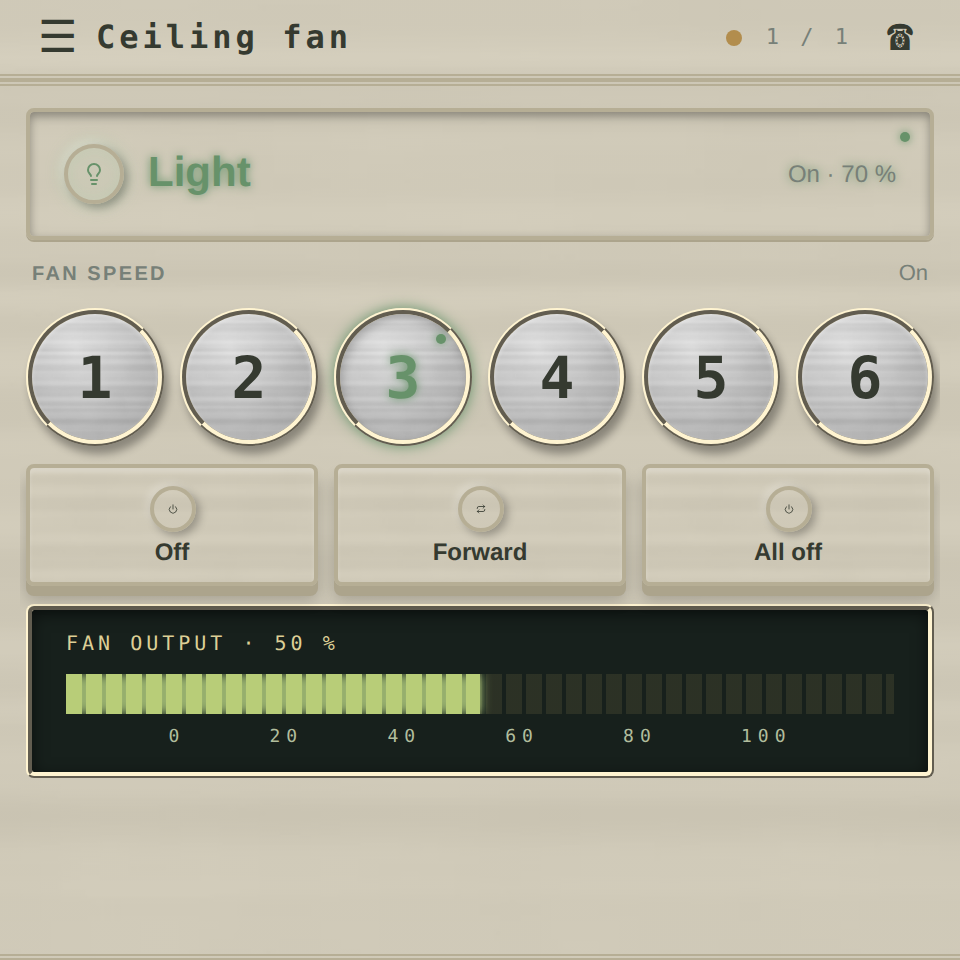 Ceiling fan
1 / 1
Light
On · 70 %
FAN SPEED
On
1 2 3 4 5 6
Off
Forward
All off
FAN OUTPUT · 50 %
0 20 40 60 80 100